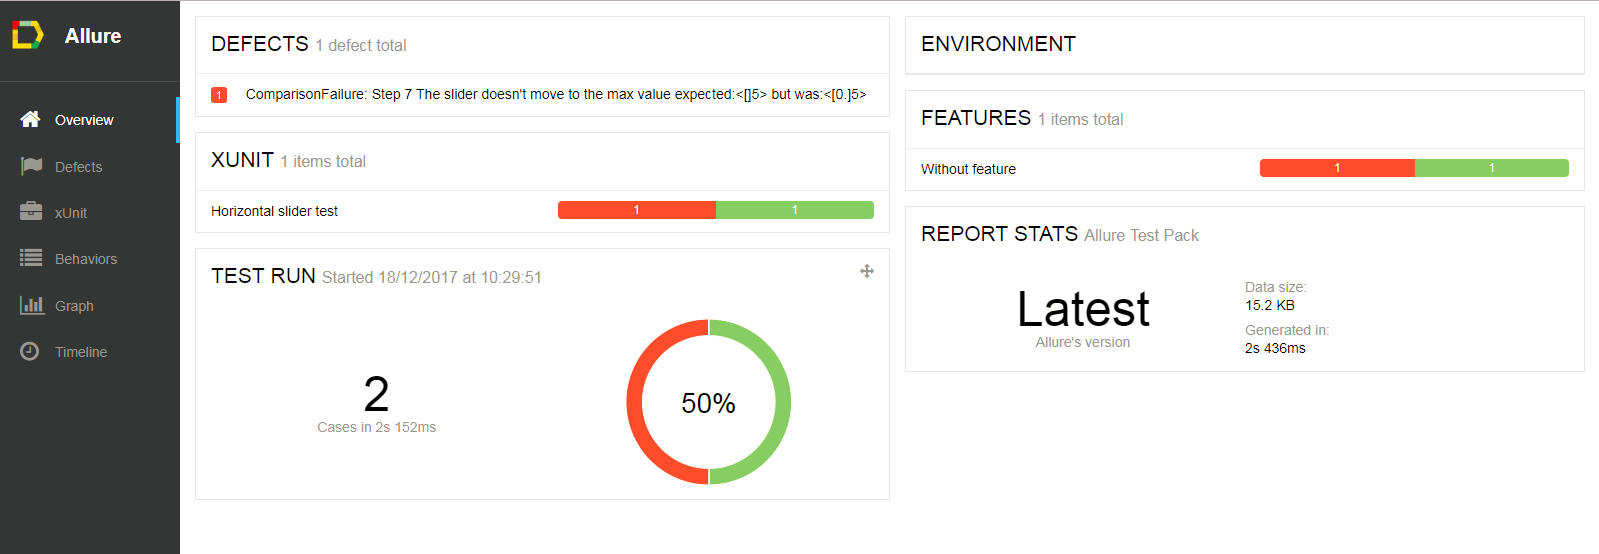 Allure
Overview
Defects
xUnit
Behaviors
Graph
Timeline
DEFECTS 1 defect total
1 ComparisonFailure: Step 7 The slider doesn't move to the max value expected:<[]5> but was:<[0.]5>
XUNIT 1 items total
Horizontal slider test 1 1
TEST RUN Started 18/12/2017 at 10:29:51
2
Cases in 2s 152ms
50%
ENVIRONMENT
FEATURES 1 items total
Without feature 1 1
REPORT STATS Allure Test Pack
Latest
Allure's version
Data size:
15.2 KB
Generated in:
2s 436ms